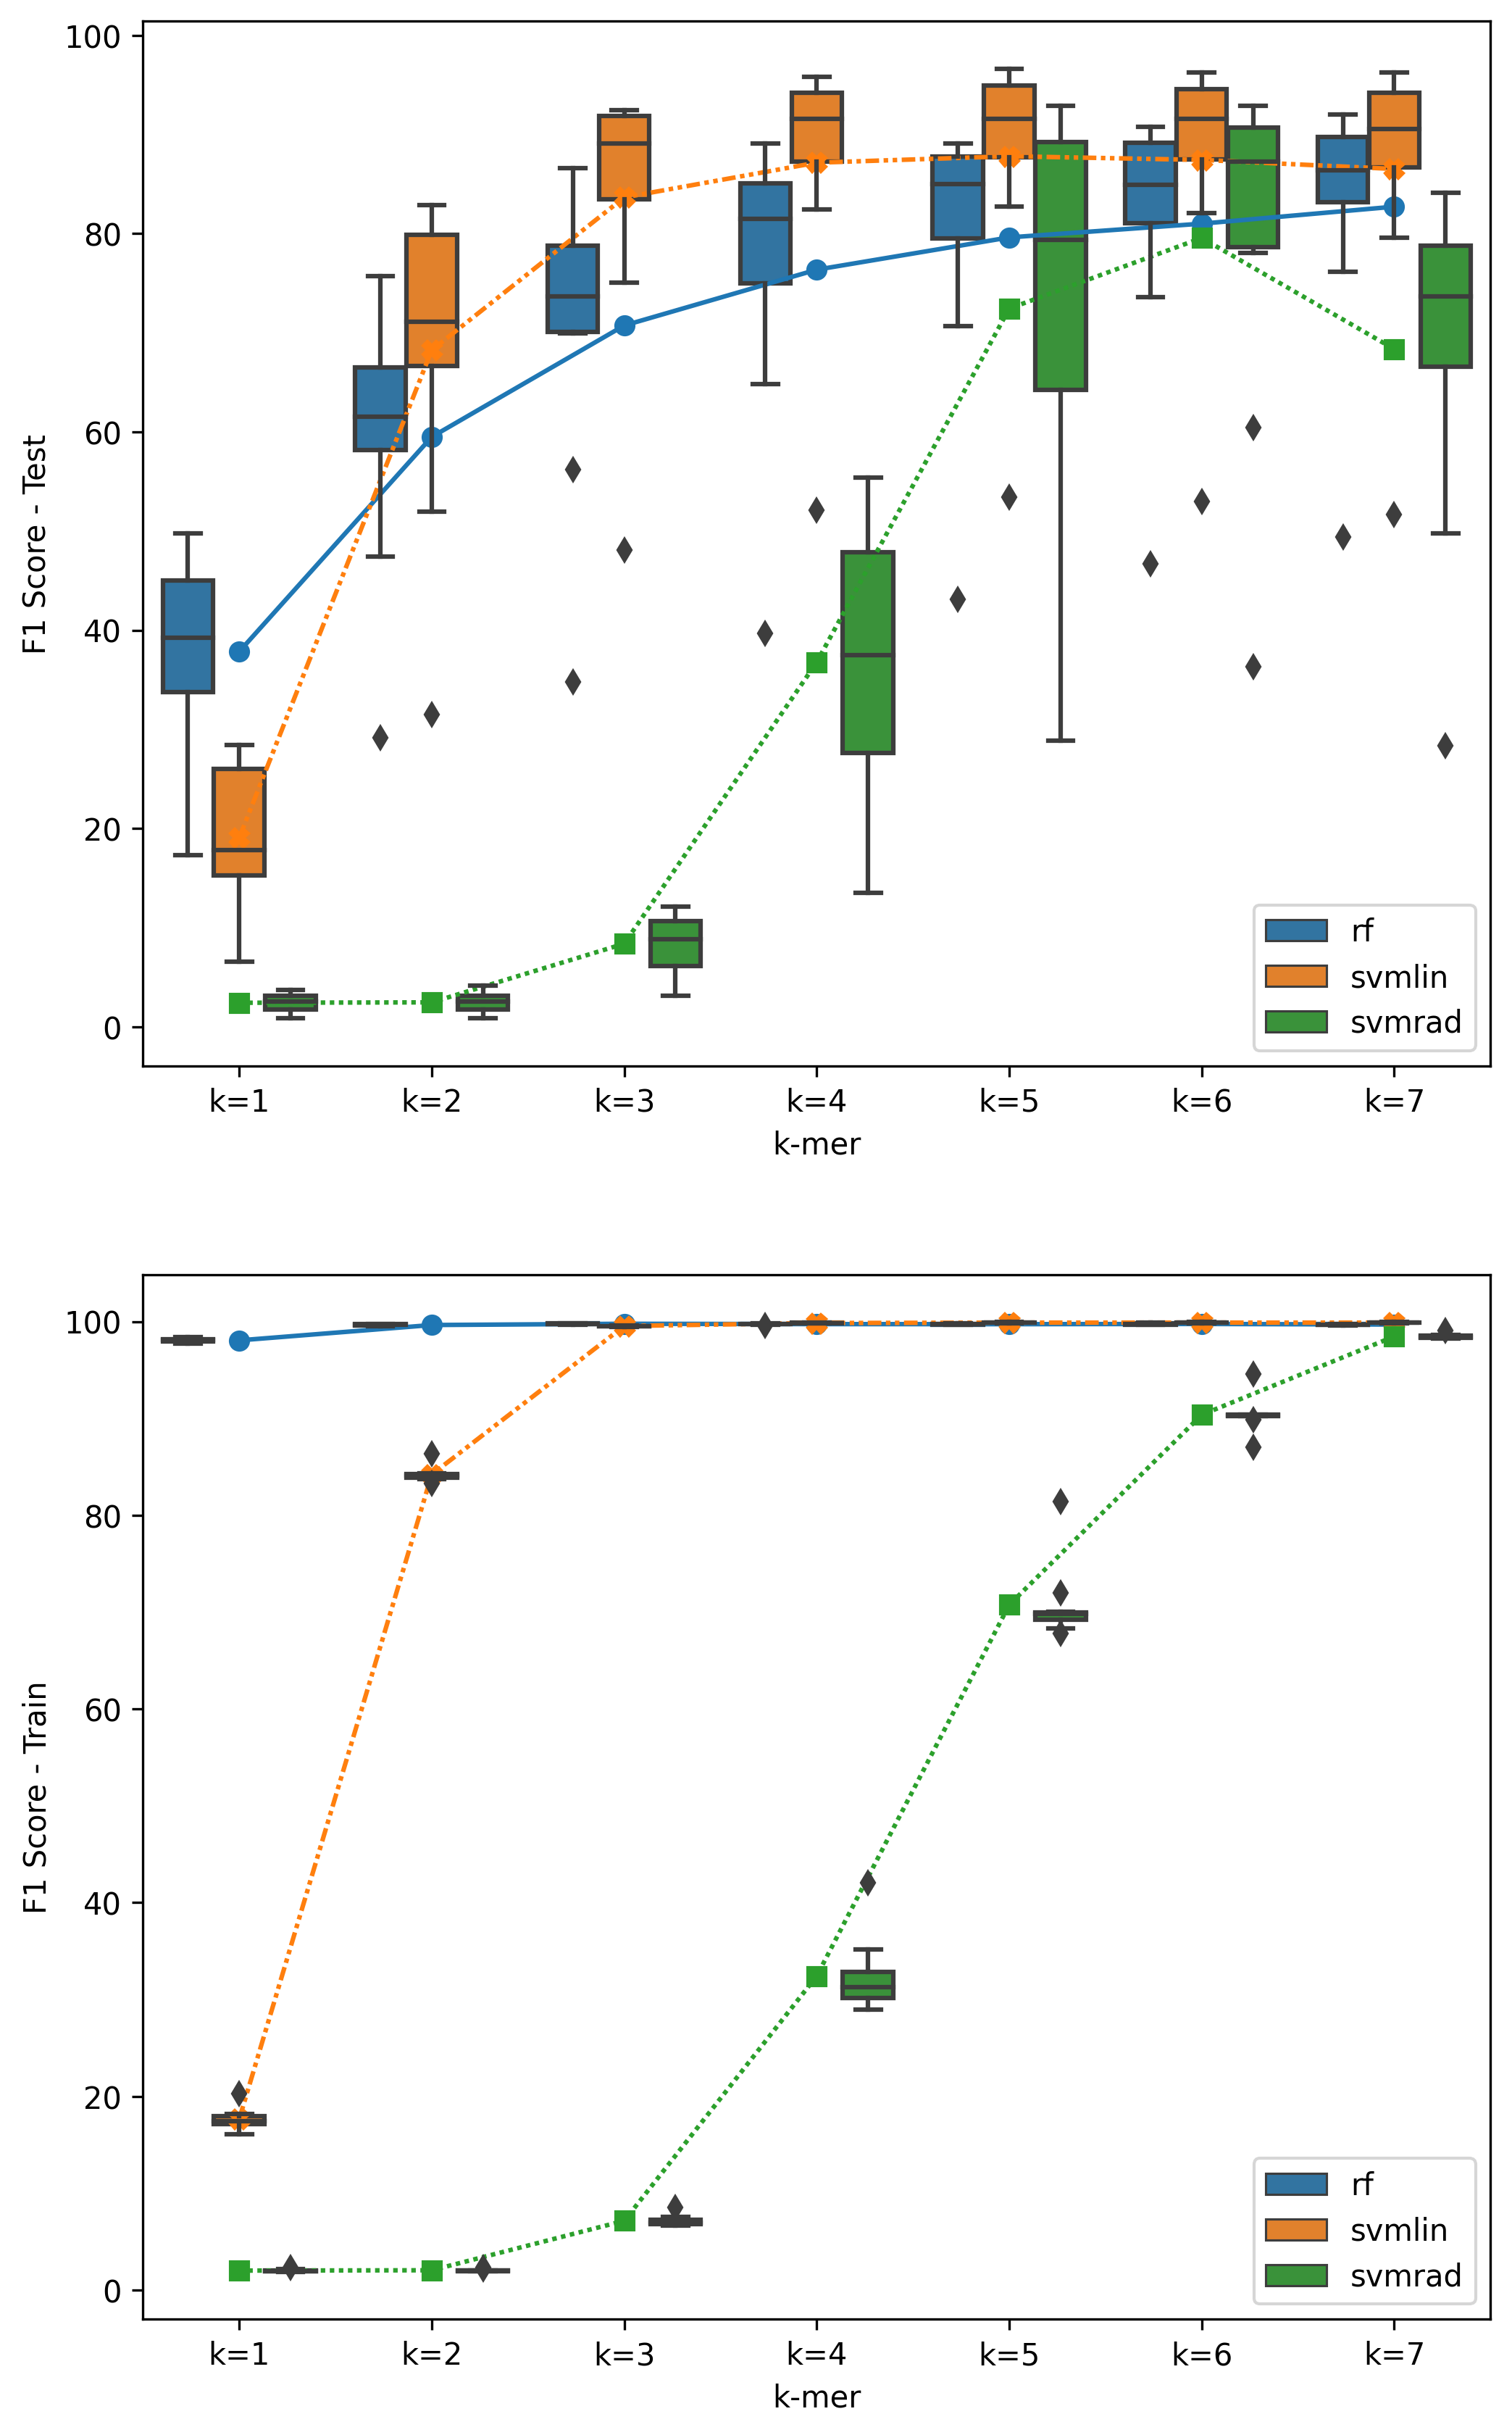 100
80
60
40
20
0
F1 Score - Test
k=1 k=2 k=3 k=4 k=5 k=6 k=7
k-mer
rf
svmlin
svmrad
100
80
60
40
20
0
F1 Score - Train
k=1 k=2 k=3 k=4 k=5 k=6 k=7
k-mer
rf
svmlin
svmrad